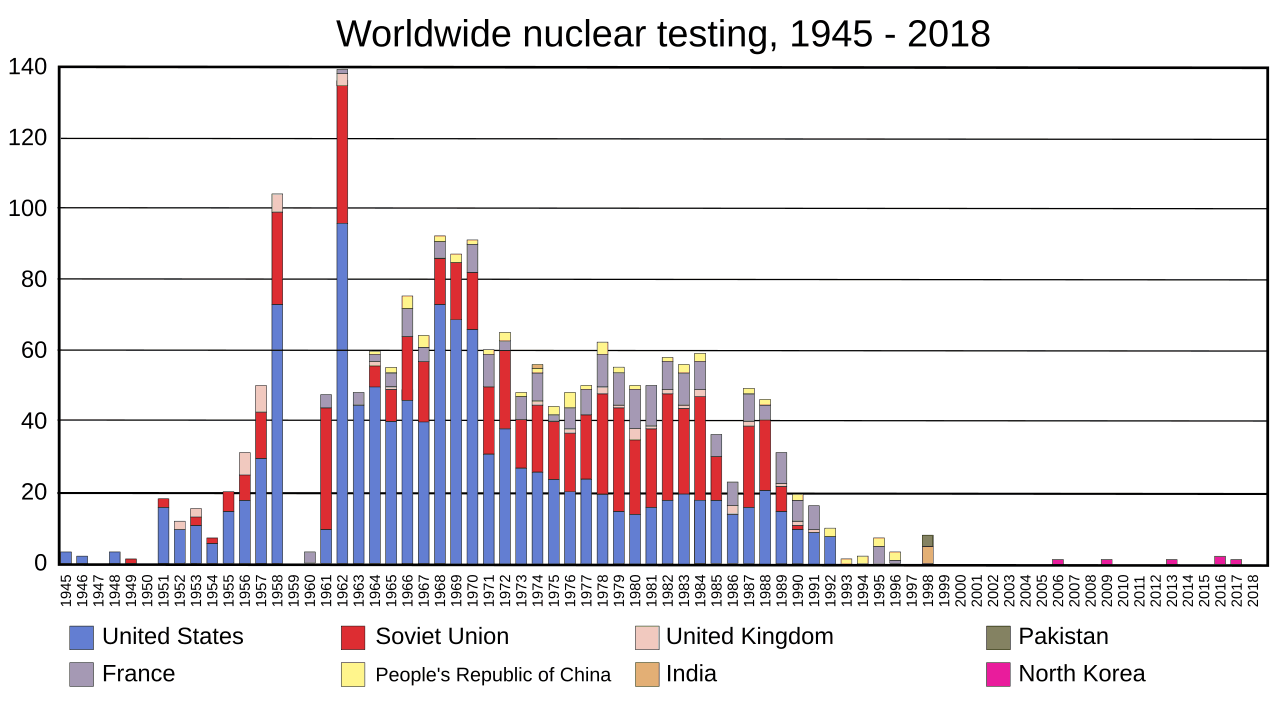 Worldwide nuclear testing, 1945 - 2018
140
120
100
80
60
40
20
0
1945 1946 1947 1948 1949 1950 1951 1952 1953 1954 1955 1956 1957 1958 1959 1960 1961 1962 1963 1964 1965 1966 1967 1968 1969 1970 1971 1972 1973 1974 1975 1976 1977 1978 1979 1980 1981 1982 1983 1984 1985 1986 1987 1988 1989 1990 1991 1992 1993 1994 1995 1996 1997 1998 1999 2000 2001 2002 2003 2004 2005 2006 2007 2008 2009 2010 2011 2012 2013 2014 2015 2016 2017 2018
United States Soviet Union United Kingdom Pakistan
France People's Republic of China India North Korea